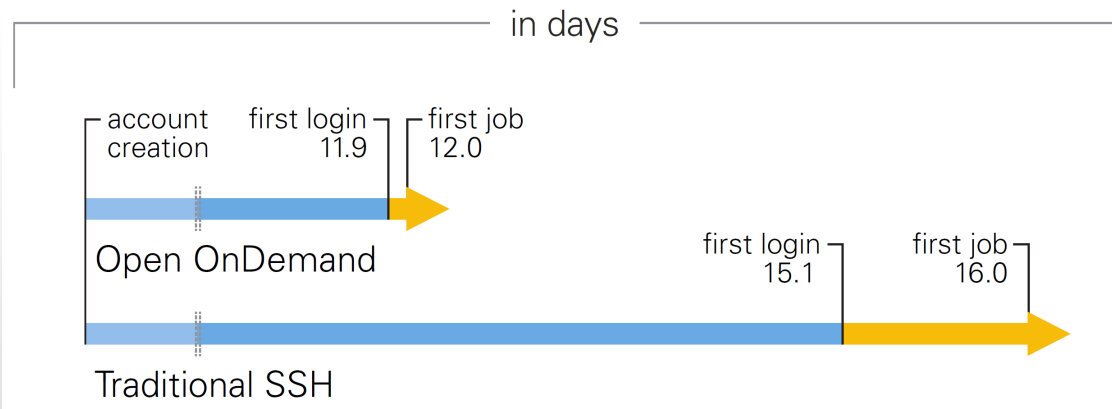 in days
account
creation
first login
11.9
first job
12.0
Open OnDemand
first login
15.1
first job
16.0
Traditional SSH